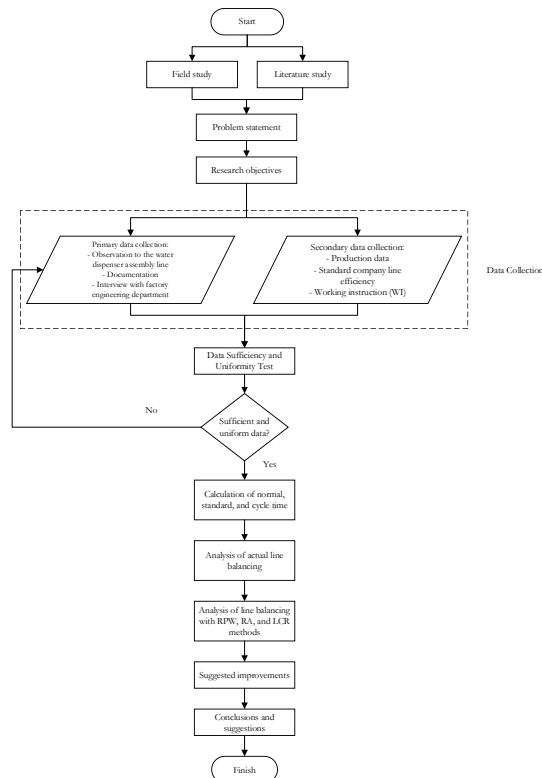 Start
Field study
Literature study
Problem statement
Research objectives
Primary data collection:
- Observation to the water
dispenser assembly line
- Documentation
- Interview with factory
engineering department
Secondary data collection:
- Production data
- Standard company line
efficiency
- Working instruction (WI)
Data Collection
Data Sufficiency and
Uniformity Test
No
Sufficient and
uniform data?
Yes
Calculation of normal,
standard, and cycle time
Analysis of actual line
balancing
Analysis of line balancing
with RPW, RA, and LCR
methods
Suggested improvements
Conclusions and
suggestions
Finish